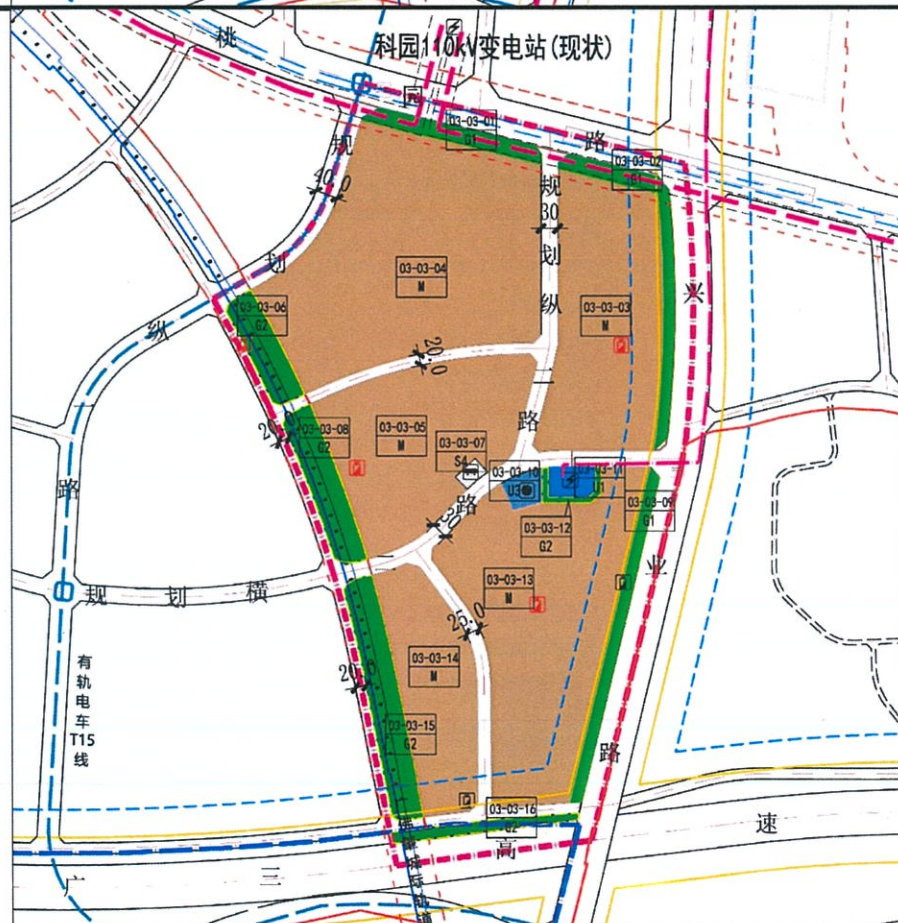 科园110kV变电站(现状)
桃
03-03-01
G1
路
03-03-02
G1
规
40.0
规
30
划
纵
二
路
划
03-03-04
M
兴
03-03-06
G2
03-03-03
M
纵
20.0
03-03-08
G2
03-03-05
M
03-03-07
S4
03-03-10
U3
U1
路
路
03-03-09
G1
30
03-03-12
G2
二
业
规
划
横
03-03-13
M
25.0
有轨电车T15线
03-03-14
M
03-03-15
G2
路
03-03-16
G2
速
高
三
广